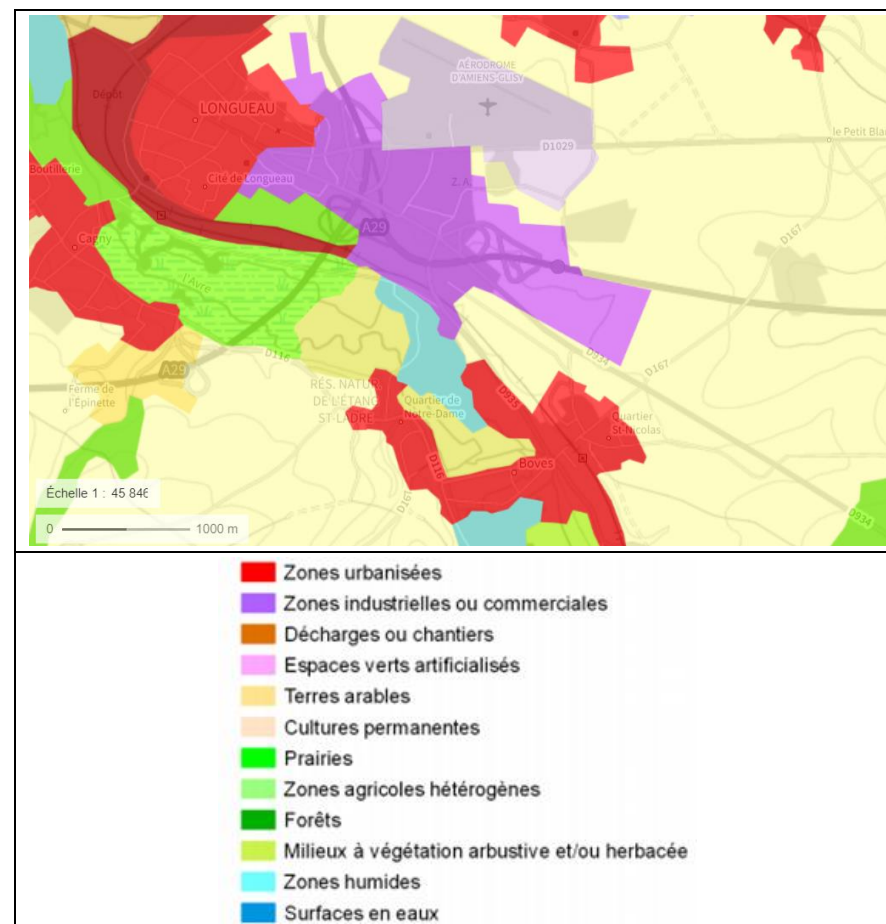 AÉRODROME
D'AMIENS-GLISY
Dépôt
LONGUEAU
le Petit Bla
D1029
Boutillerie
Z. A.
Cité de Longueau
A29
Cagny
D167
l'Avre
D116
D934
A29
D167
Ferme de
l'Épinette
RÉS. NATUR.
DE L'ÉTANG
ST-LADRE
Quartier de
Notre-Dame
D935
Quartier
St-Nicolas
D116
Boves
D167
D934
Échelle 1 : 45 846
0 1000 m
Zones urbanisées
Zones industrielles ou commerciales
Décharges ou chantiers
Espaces verts artificialisés
Terres arables
Cultures permanentes
Prairies
Zones agricoles hétérogènes
Forêts
Milieux à végétation arbustive et/ou herbacée
Zones humides
Surfaces en eaux